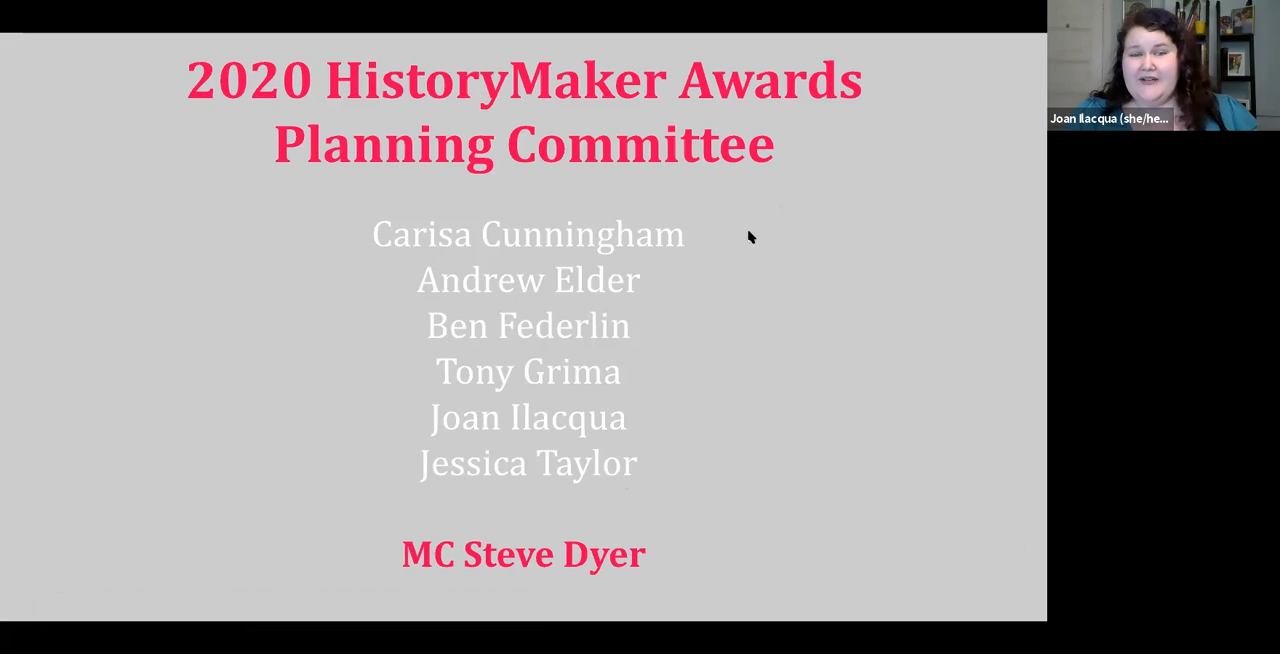 2020 HistoryMaker Awards
Planning Committee
Carisa Cunningham
Andrew Elder
Ben Federlin
Tony Grima
Joan Ilacqua
Jessica Taylor
MC Steve Dyer
Joan Ilacqua (she/he...